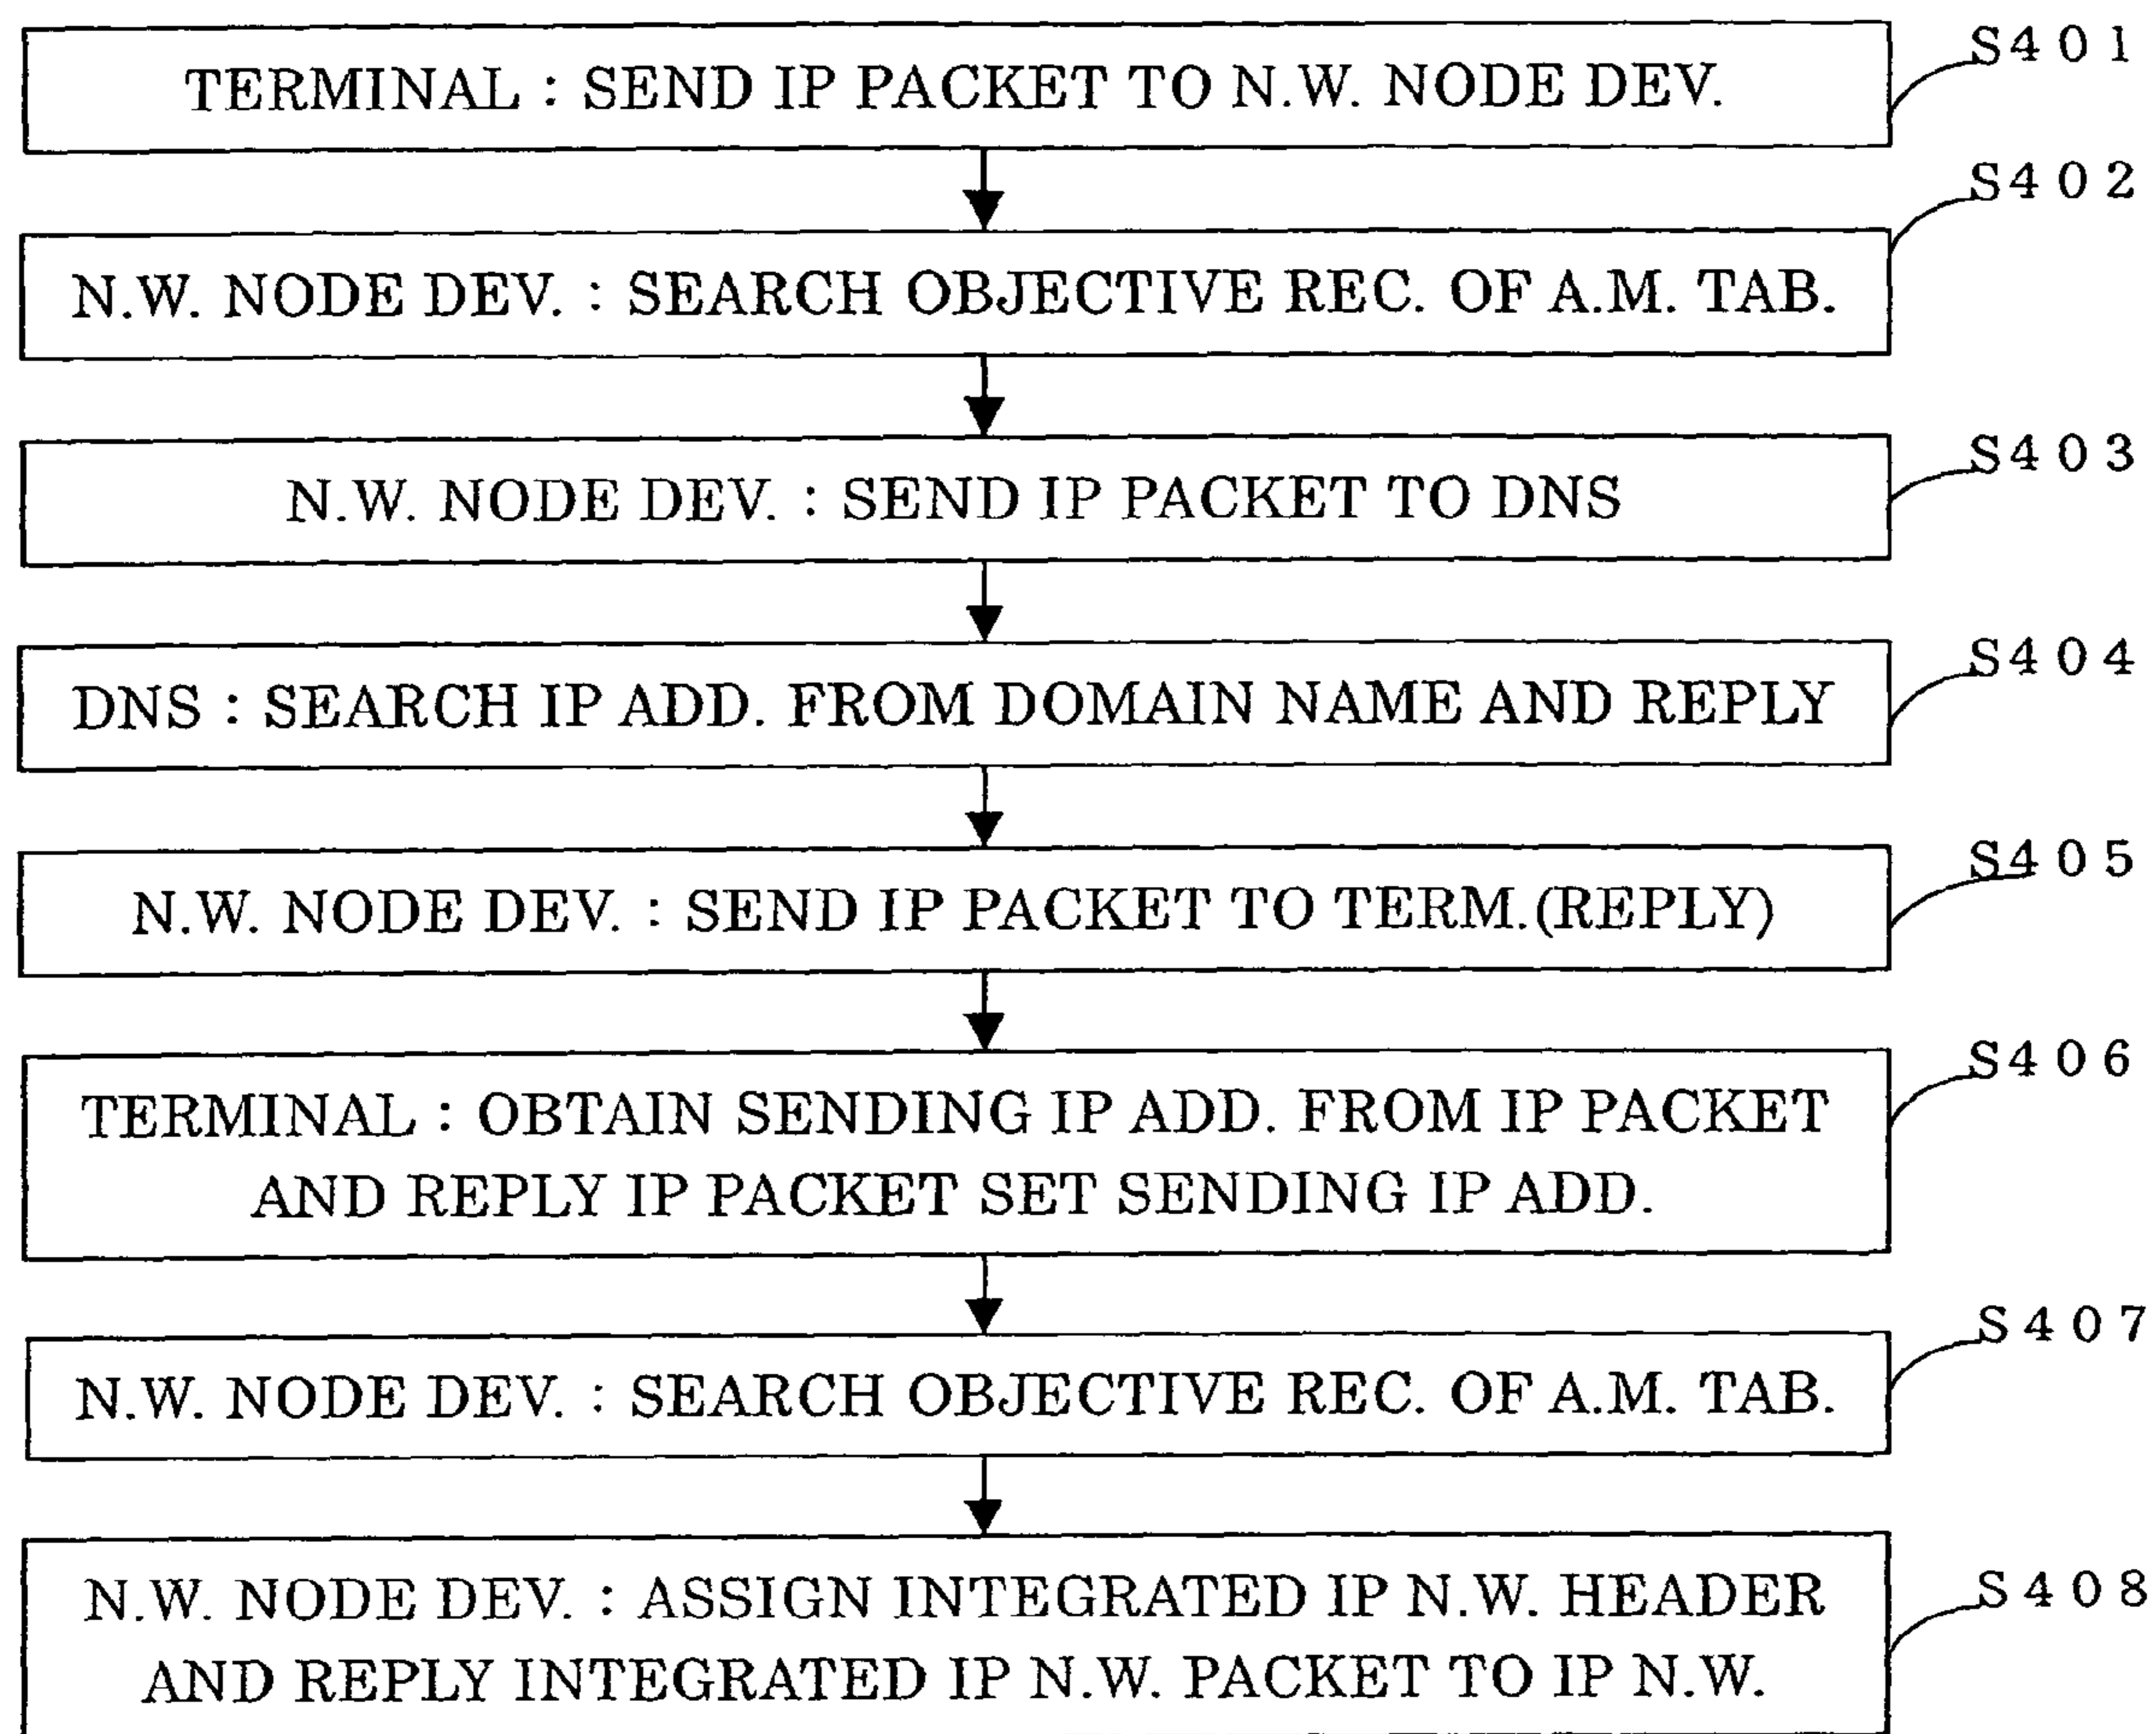 S401
TERMINAL : SEND IP PACKET TO N.W. NODE DEV.
S402
N.W. NODE DEV. : SEARCH OBJECTIVE REC. OF A.M. TAB.
S403
N.W. NODE DEV. : SEND IP PACKET TO DNS
S404
DNS : SEARCH IP ADD. FROM DOMAIN NAME AND REPLY
S405
N.W. NODE DEV. : SEND IP PACKET TO TERM.(REPLY)
S406
TERMINAL : OBTAIN SENDING IP ADD. FROM IP PACKET
AND REPLY IP PACKET SET SENDING IP ADD.
S407
N.W. NODE DEV. : SEARCH OBJECTIVE REC. OF A.M. TAB.
S408
N.W. NODE DEV. : ASSIGN INTEGRATED IP N.W. HEADER
AND REPLY INTEGRATED IP N.W. PACKET TO IP N.W.